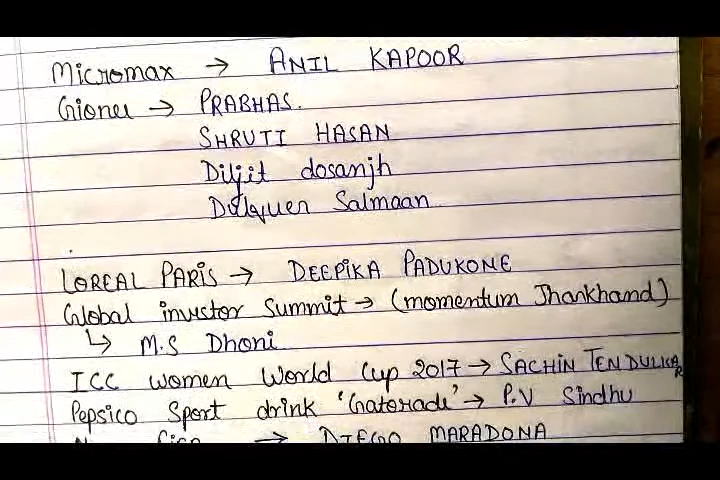 Micromax → ANIL KAPOOR
Gionee → PRABHAS.
SHRUTI HASAN
Diljit dosanjh
Dulquer Salmaan
LOREAL PARIS → DEEPIKA PADUKONE
Global investor Summit → (momentum Jharkhand)
↳ M.S Dhoni
ICC women World Cup 2017 → SACHIN TENDULKAR
Pepsico Sport drink 'Gatorade' → P.V Sindhu
→ DIEGO MARADONA